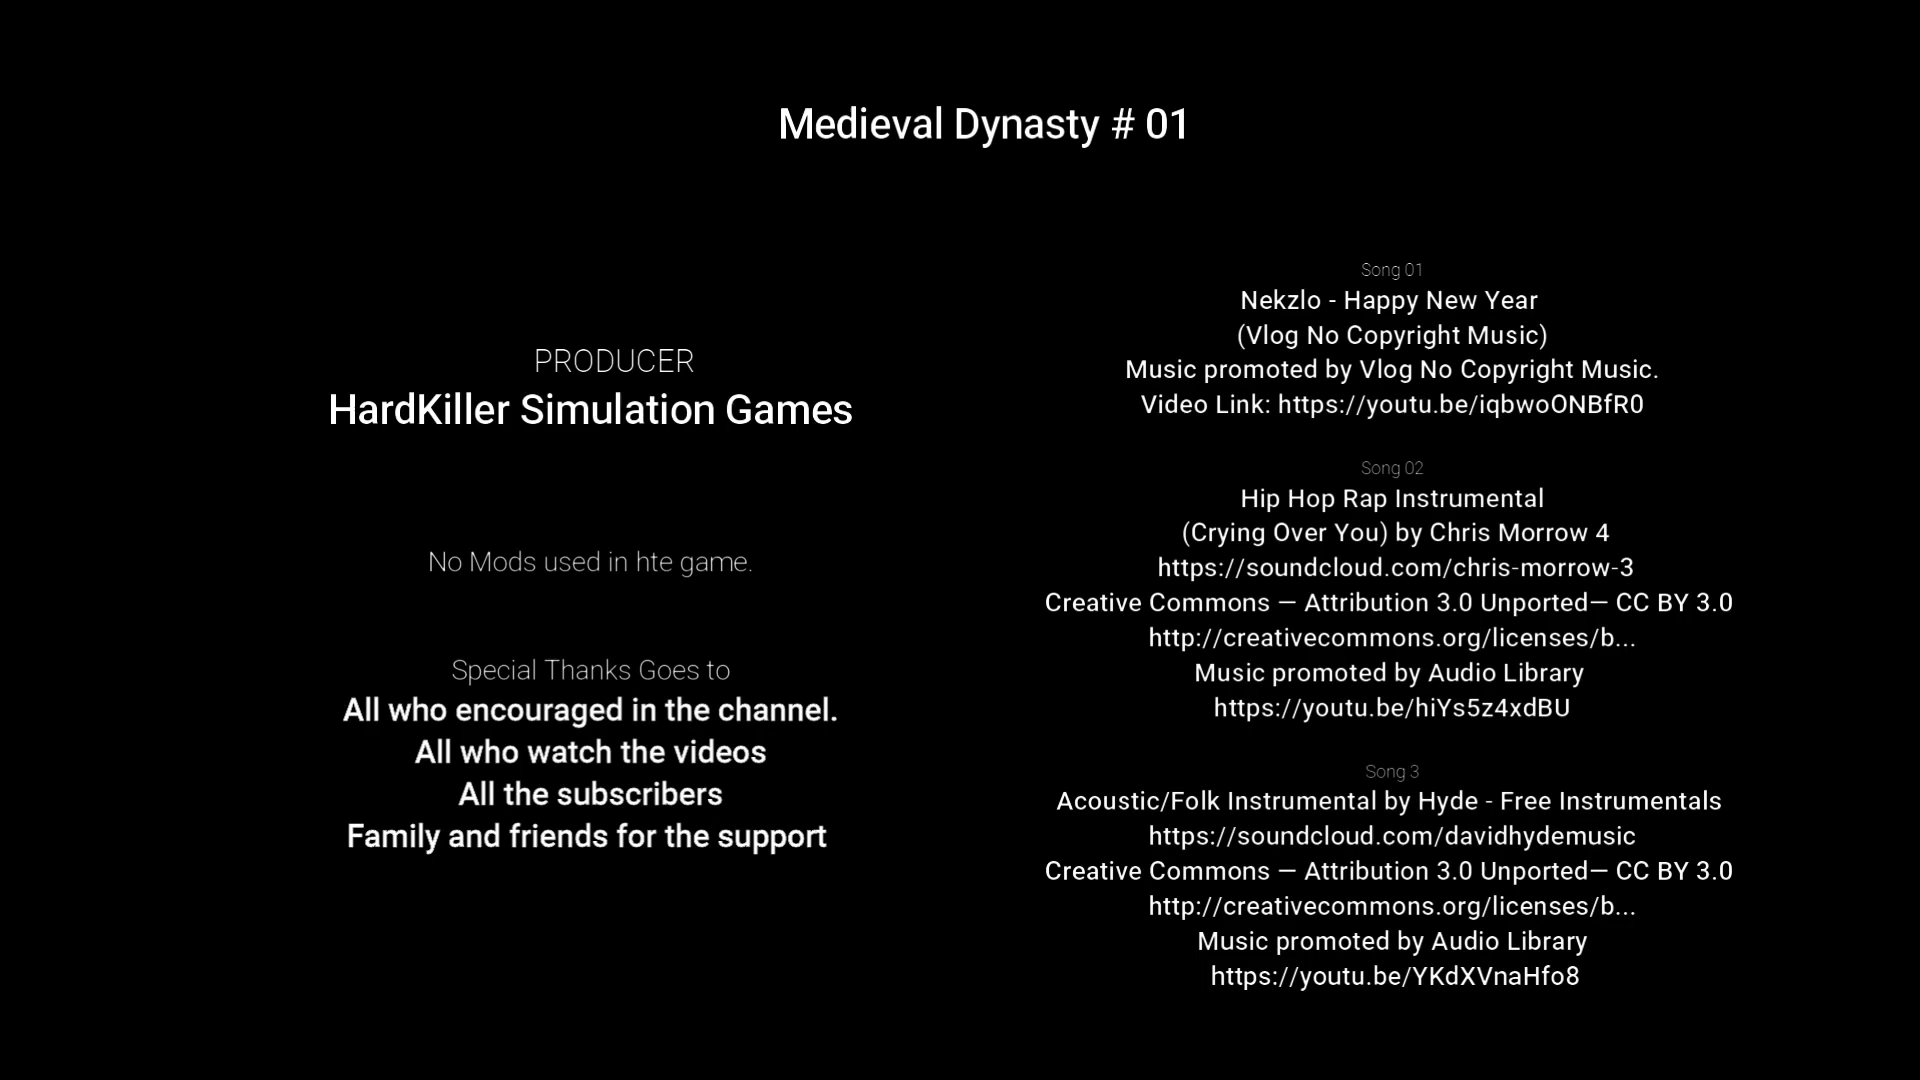 Medieval Dynasty # 01
PRODUCER
HardKiller Simulation Games
No Mods used in hte game.
Special Thanks Goes to
All who encouraged in the channel.
All who watch the videos
All the subscribers
Family and friends for the support
Song 01
Nekzlo - Happy New Year
(Vlog No Copyright Music)
Music promoted by Vlog No Copyright Music.
Video Link: https://youtu.be/iqbwoONBfR0
Song 02
Hip Hop Rap Instrumental
(Crying Over You) by Chris Morrow 4
https://soundcloud.com/chris-morrow-3
Creative Commons — Attribution 3.0 Unported— CC BY 3.0
http://creativecommons.org/licenses/b...
Music promoted by Audio Library
https://youtu.be/hiYs5z4xdBU
Song 3
Acoustic/Folk Instrumental by Hyde - Free Instrumentals
https://soundcloud.com/davidhydemusic
Creative Commons — Attribution 3.0 Unported— CC BY 3.0
http://creativecommons.org/licenses/b...
Music promoted by Audio Library
https://youtu.be/YKdXVnaHfo8